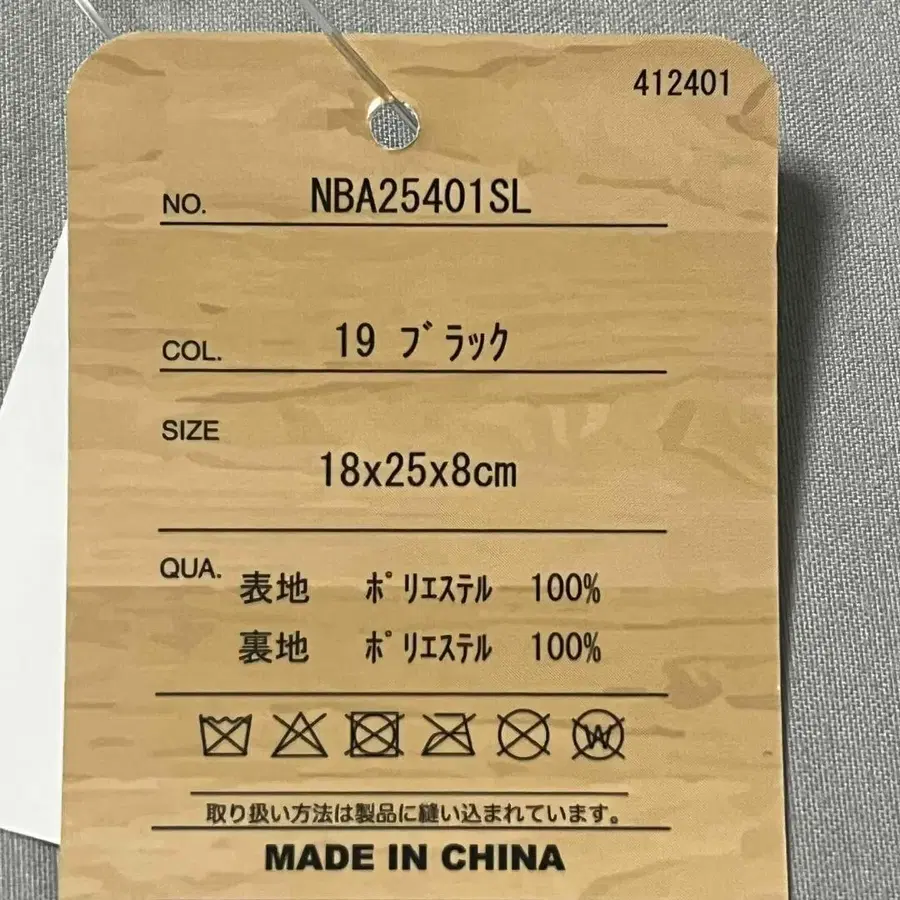 412401
NO. NBA25401SL
COL. 19 ブラック
SIZE
18x25x8cm
QUA. 表地 ポリエステル 100%
裏地 ポリエステル 100%
W
取り扱い方法は製品に縫い込まれています。
MADE IN CHINA